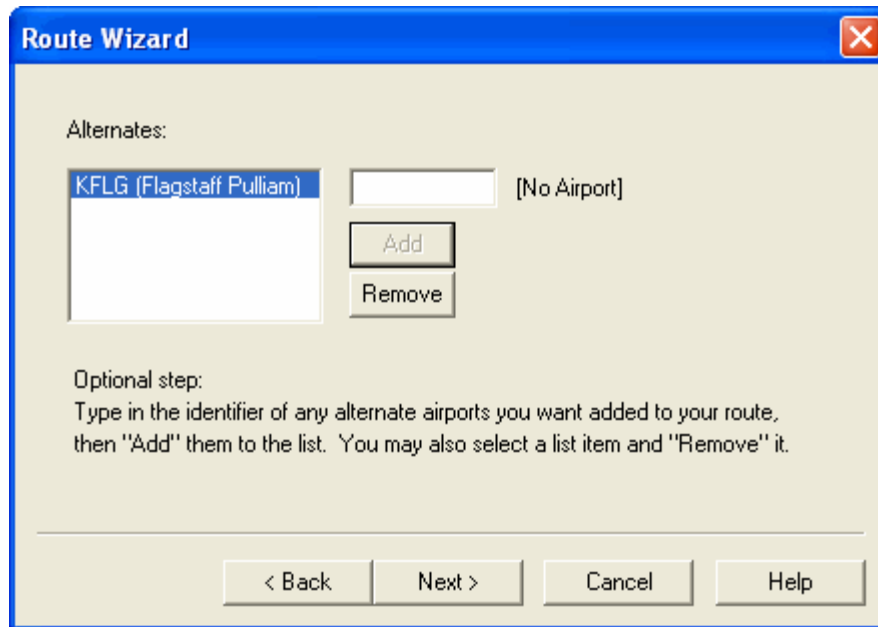 Route Wizard
Alternates:
KFLG (Flagstaff Pulliam)
[No Airport]
Add
Remove
Optional step:
Type in the identifier of any alternate airports you want added to your route,
then "Add" them to the list.  You may also select a list item and "Remove" it.
< Back
Next >
Cancel
Help